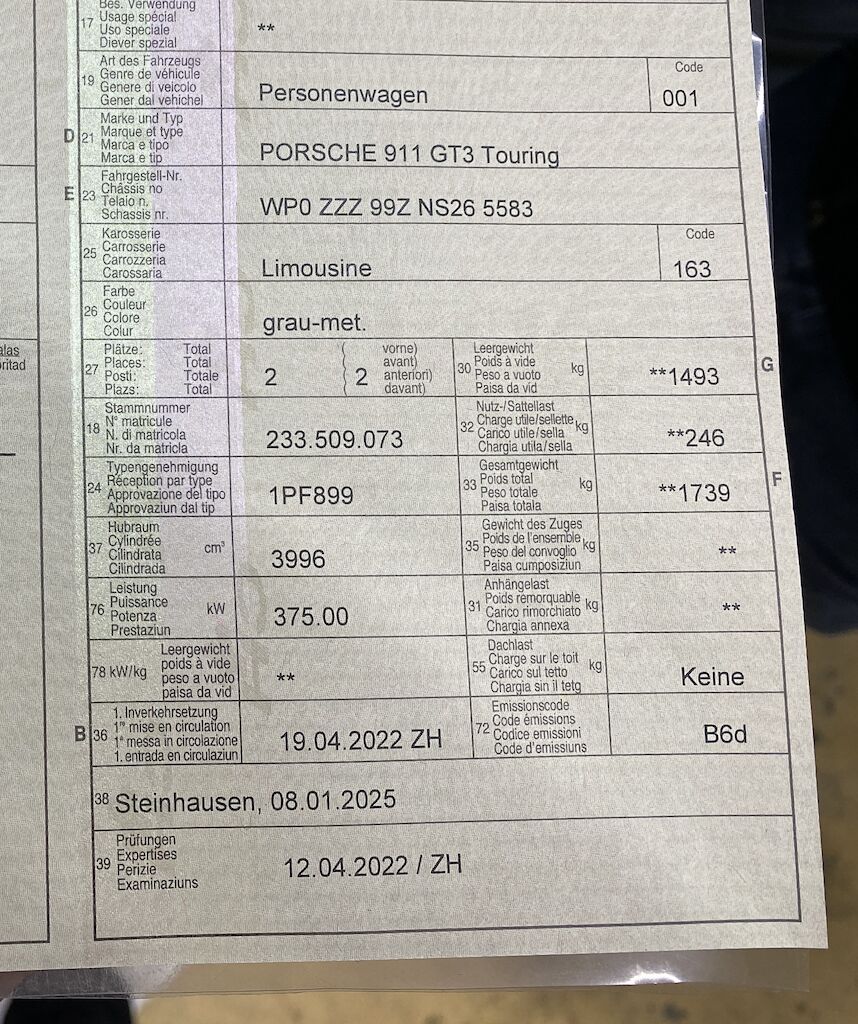 Bes. Verwendung
17 Usage spécial
Uso speciale
Diever spezial
**
Art des Fahrzeugs
19 Genre de véhicule
Genere di veicolo
Gener dal vehichel
Personenwagen
Code
001
Marke und Typ
D 21 Marque et type
Marca e tipo
Marca e tip
PORSCHE 911 GT3 Touring
Fahrgestell-Nr.
E 23 Châssis no
Telaio n.
Schassis nr.
WP0 ZZZ 99Z NS26 5583
Karosserie
25 Carrosserie
Carrozzeria
Carossaria
Limousine
Code
163
Farbe
26 Couleur
Colore
Colur
grau-met.
alas
oritad
27 Plätze: Total
Places: Total
Posti: Totale
Plazs: Total
2
( vorne)
avant)
2 anteriori)
( davant)
Leergewicht
30 Poids à vide kg
Peso a vuoto
Paisa da vid
**1493
G
Stammnummer
18 N° matricule
N. di matricola
Nr. da matricla
233.509.073
Nutz-/Sattellast
32 Charge utile/sellette kg
Carico utile/sella
Chargia utila/sella
**246
Typengenehmigung
24 Réception par type
Approvazione del tipo
Approvaziun dal tip
1PF899
Gesamtgewicht
33 Poids total kg
Peso totale
Paisa totala
**1739
F
Hubraum
37 Cylindrée cm³
Cilindrata
Cilindrada
3996
Gewicht des Zuges
35 Poids de l'ensemble kg
Peso del convoglio
Paisa cumposiziun
**
Leistung
76 Puissance kW
Potenza
Prestaziun
375.00
Anhängelast
31 Poids remorquable kg
Carico rimorchiato
Chargia annexa
**
Leergewicht
78 kW/kg poids à vide
peso a vuoto
paisa da vid
**
Dachlast
55 Charge sur le toit kg
Carico sul tetto
Chargia sin il tetg
Keine
1. Inverkehrsetzung
B 36 1re mise en circulation
1a messa in circolazione
1. entrada en circulaziun
19.04.2022 ZH
Emissionscode
72 Code émissions
Codice emissioni
Code d'emissiuns
B6d
38 Steinhausen, 08.01.2025
Prüfungen
39 Expertises
Perizie
Examinaziuns
12.04.2022 / ZH